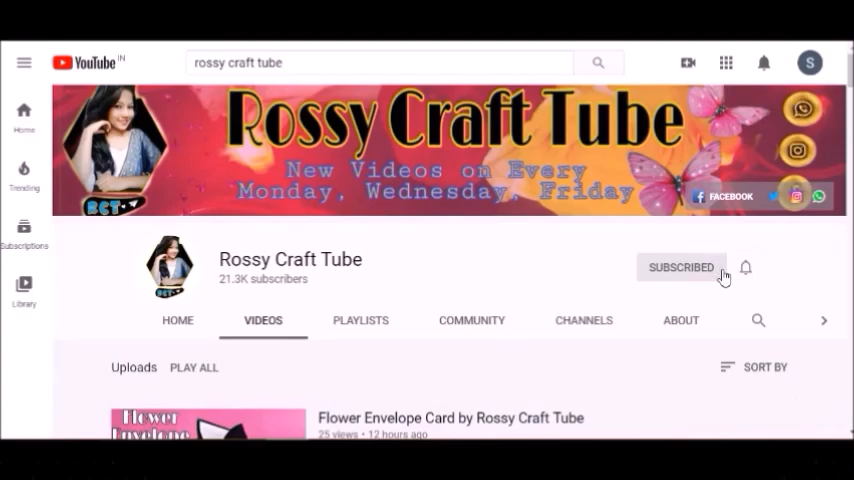 YouTube IN
rossy craft tube
S
Rossy Craft Tube
New Videos on Every
Monday, Wednesday, Friday
RCT
FACEBOOK
Home
Trending
Subscriptions
Library
Rossy Craft Tube
21.3K subscribers
SUBSCRIBED
HOME VIDEOS PLAYLISTS COMMUNITY CHANNELS ABOUT
Uploads PLAY ALL
SORT BY
Flower
Envelope
Flower Envelope Card by Rossy Craft Tube
25 views • 12 hours ago